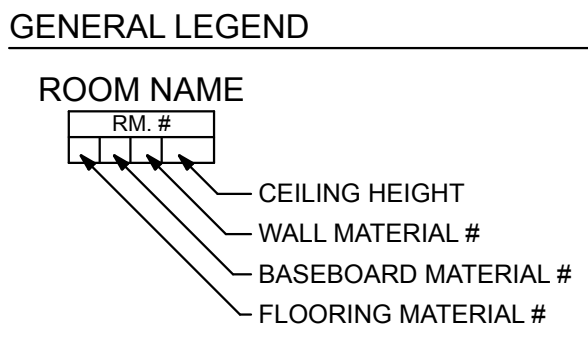 GENERAL LEGEND
ROOM NAME
RM. #
CEILING HEIGHT
WALL MATERIAL #
BASEBOARD MATERIAL #
FLOORING MATERIAL #